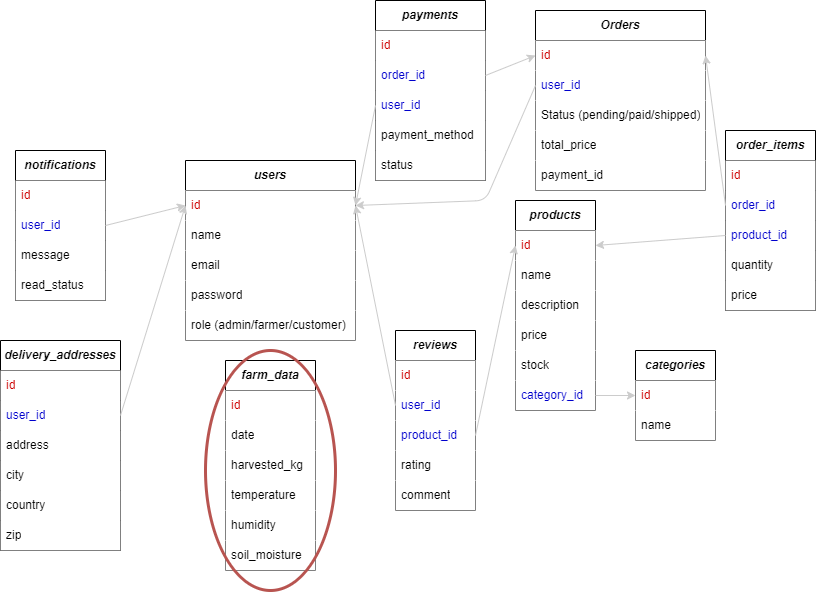 payments
id
order_id
user_id
payment_method
status
Orders
id
user_id
Status (pending/paid/shipped)
total_price
payment_id
order_items
id
order_id
product_id
quantity
price
notifications
id
user_id
message
read_status
users
id
name
email
password
role (admin/farmer/customer)
products
id
name
description
price
stock
category_id
delivery_addresses
id
user_id
address
city
country
zip
farm_data
id
date
harvested_kg
temperature
humidity
soil_moisture
reviews
id
user_id
product_id
rating
comment
categories
id
name